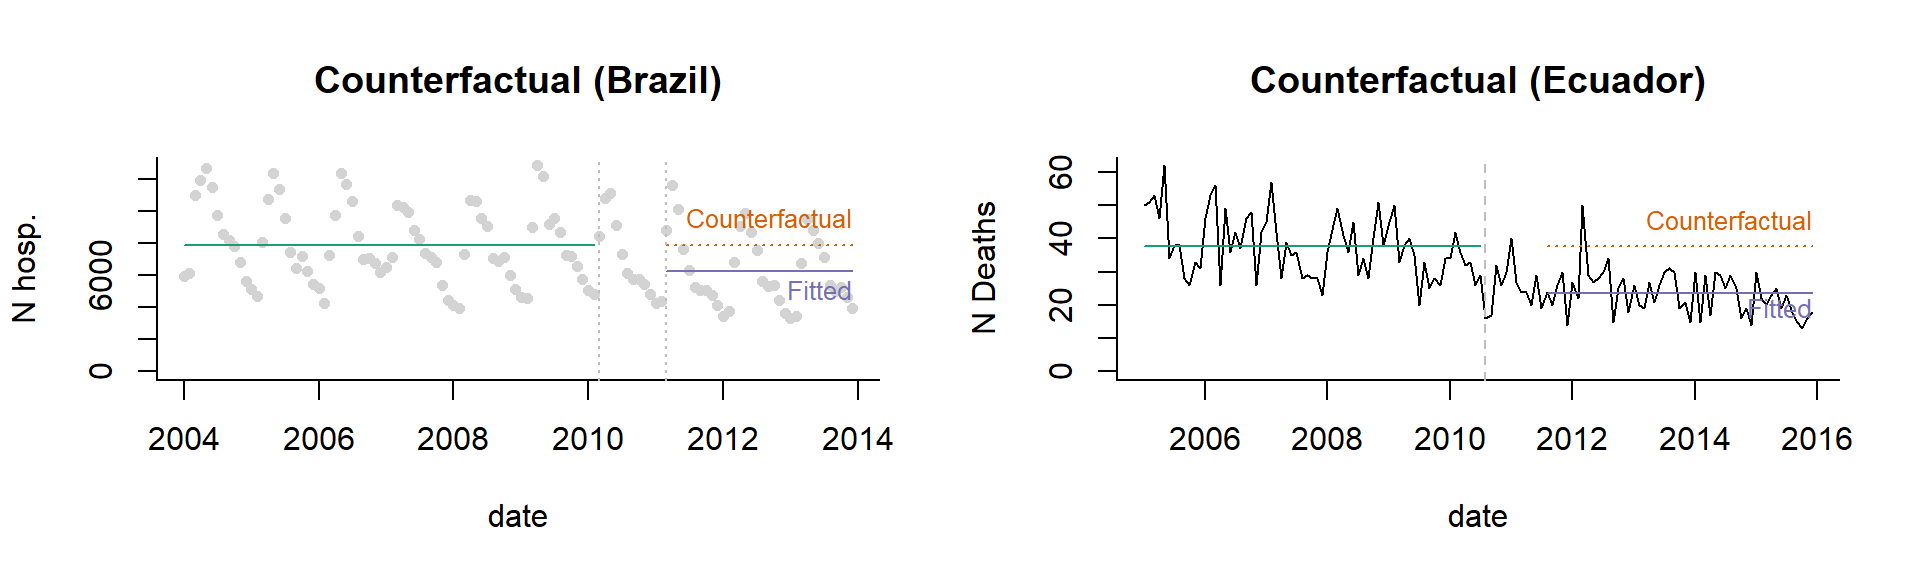 Counterfactual (Brazil)
N hosp.
0
6000
Counterfactual
Fitted
2004 2006 2008 2010 2012 2014
date
Counterfactual (Ecuador)
N Deaths
0 20 40 60
Counterfactual
Fitted
2006 2008 2010 2012 2014 2016
date